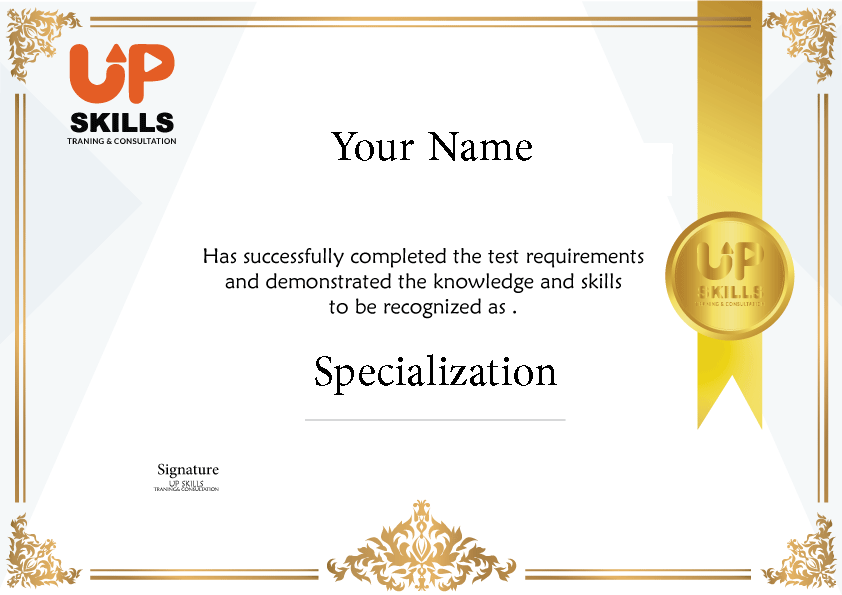 UP
SKILLS
TRANING & CONSULTATION
Your Name
Has successfully completed the test requirements
and demonstrated the knowledge and skills
to be recognized as .
UP
SKILLS
TRANING & CONSULTATION
Specialization
Signature
UP SKILLS
TRANING& CONSULTATION